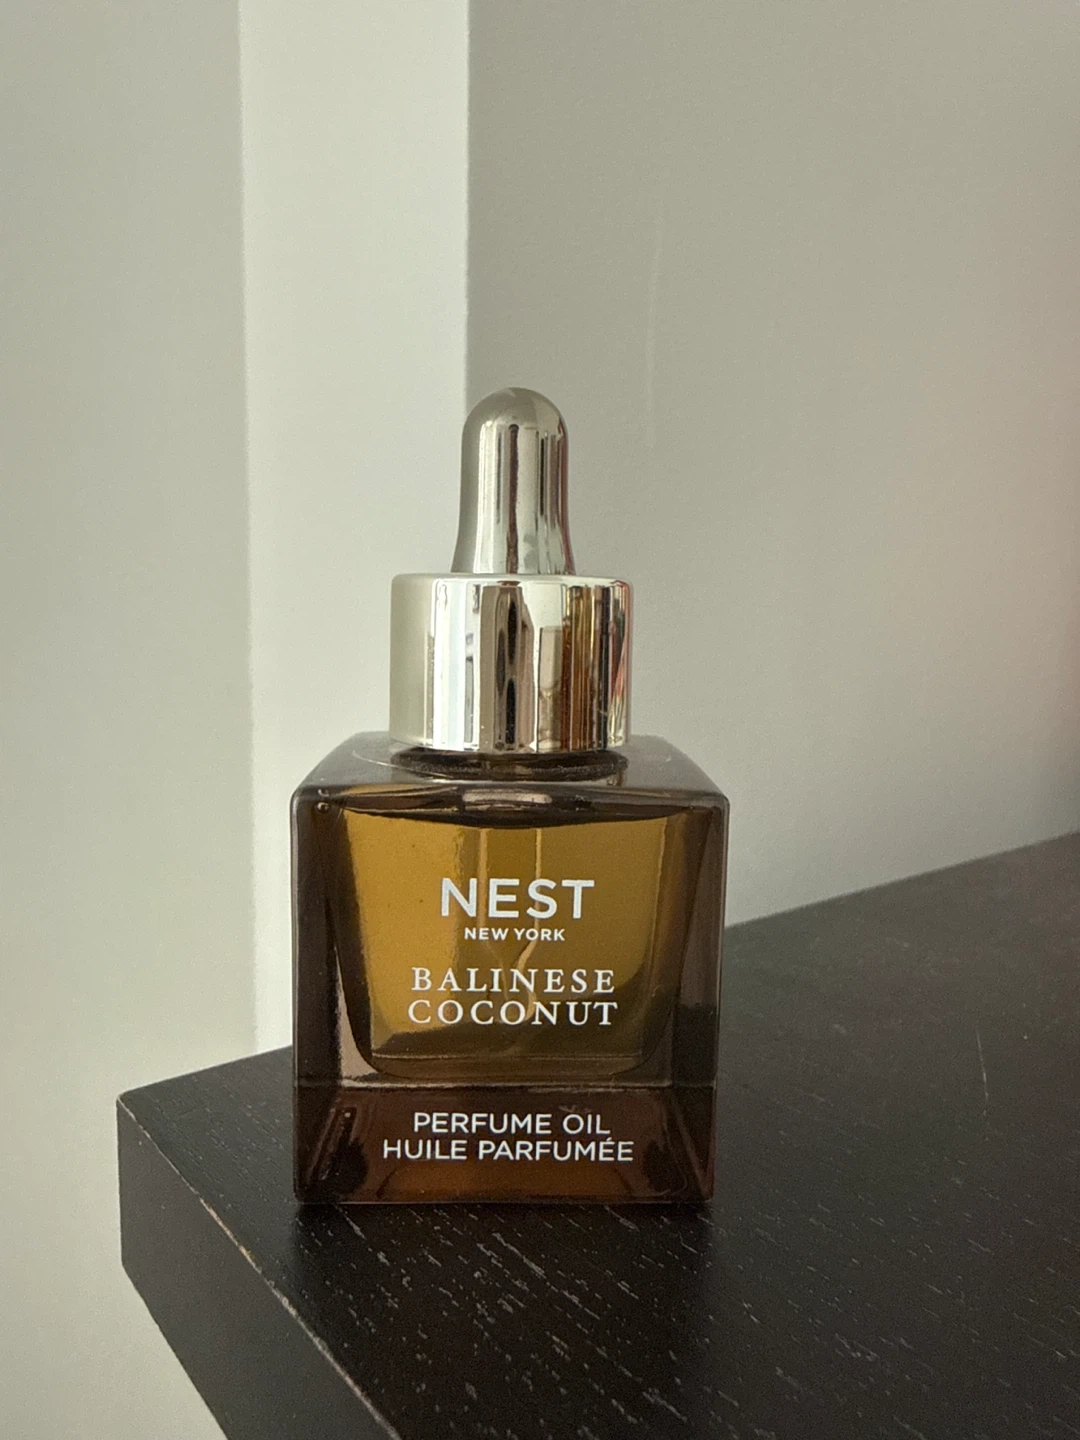 NEST
NEW YORK
BALINESE
COCONUT
PERFUME OIL
HUILE PARFUMÉE